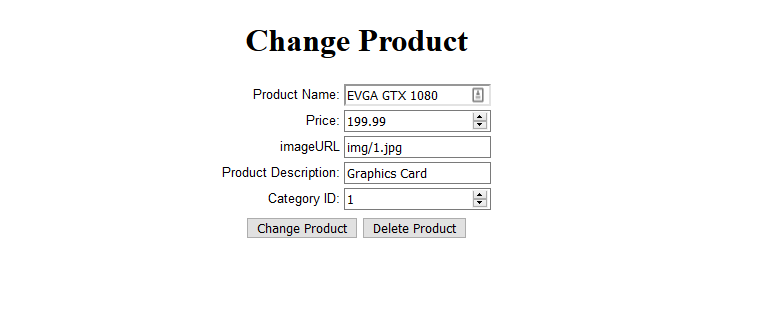 Change Product
Product Name: EVGA GTX 1080
Price: 199.99
imageURL img/1.jpg
Product Description: Graphics Card
Category ID: 1
Change Product Delete Product